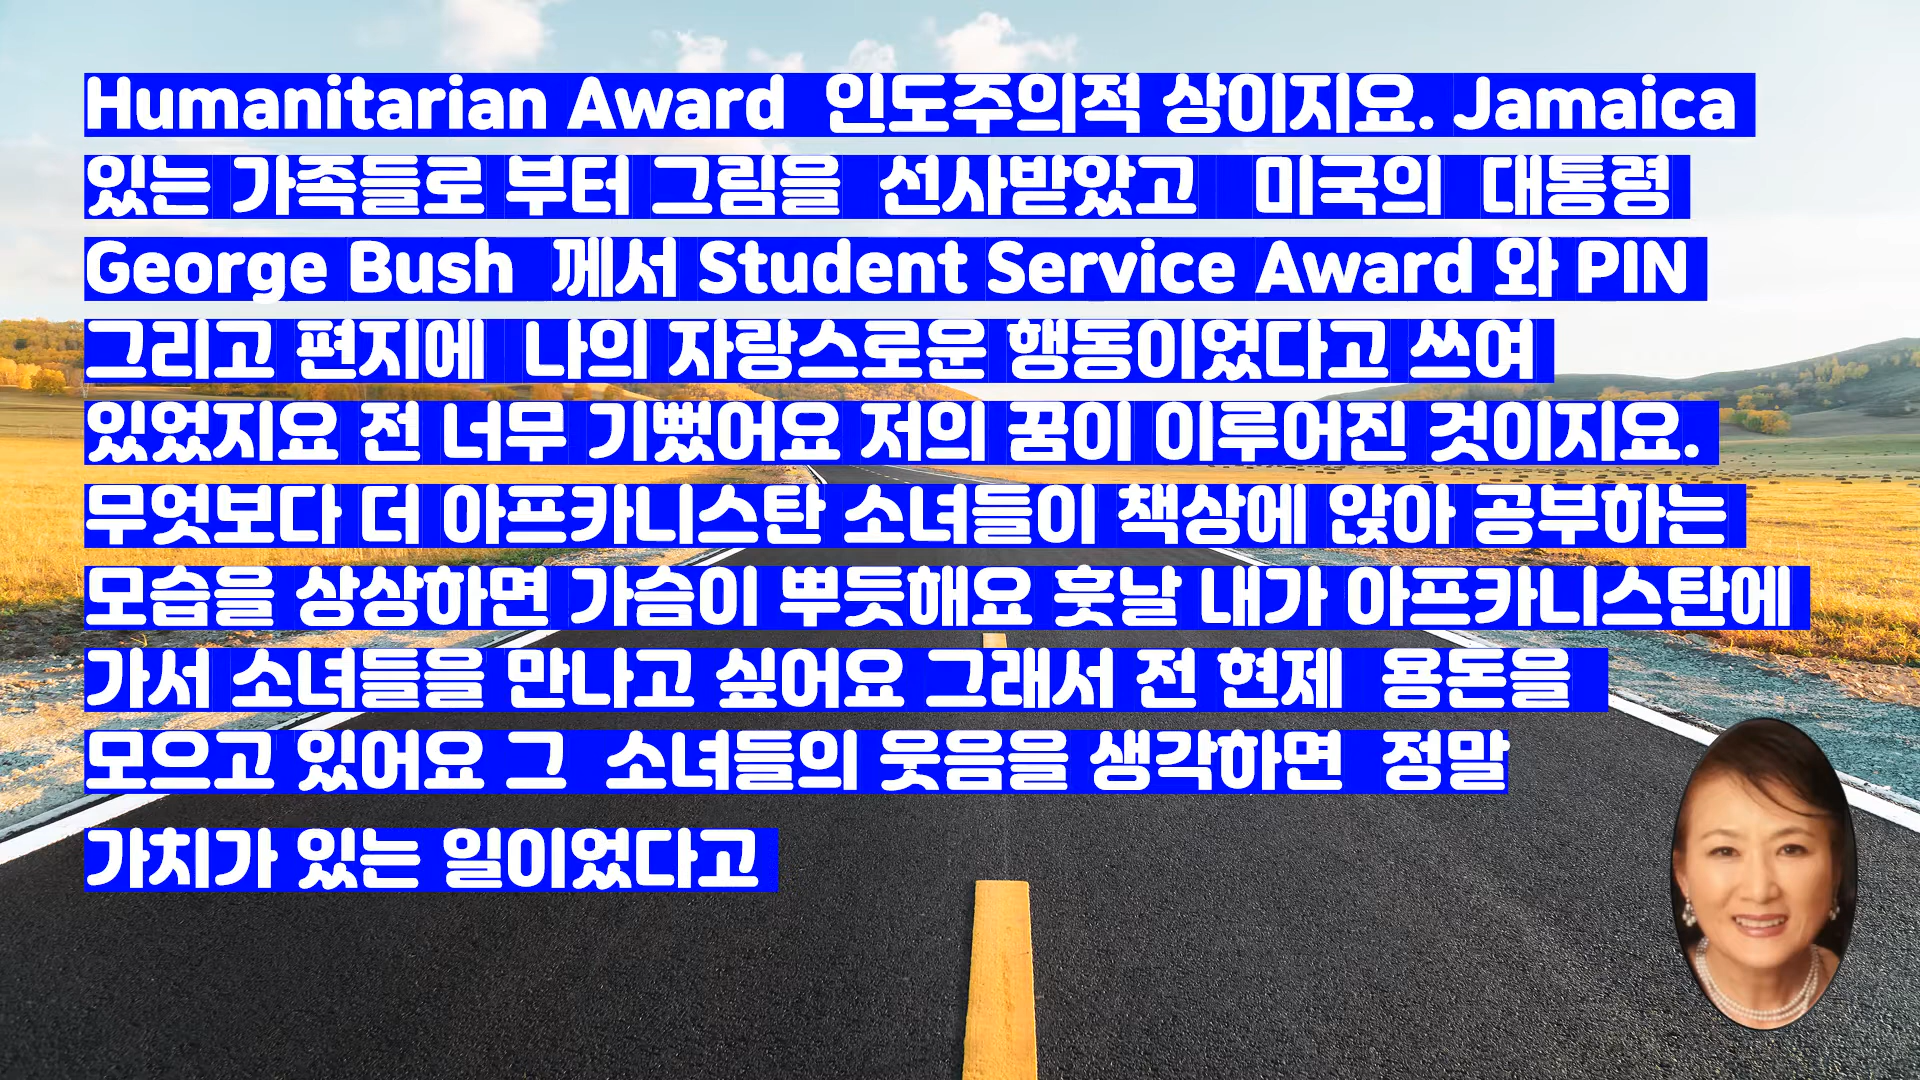 Humanitarian Award 인도주의적 상이지요. Jamaica
있는 가족들로 부터 그림을 선사받았고 미국의 대통령
George Bush 께서 Student Service Award 와 PIN
그리고 편지에 나의 자랑스로운 행동이었다고 쓰여
있었지요 전 너무 기뻤어요 저의 꿈이 이루어진 것이지요.
무엇보다 더 아프카니스탄 소녀들이 책상에 앉아 공부하는
모습을 상상하면 가슴이 뿌듯해요 훗날 내가 아프카니스탄에
가서 소녀들을 만나고 싶어요 그래서 전 현제 용돈을
모으고 있어요 그 소녀들의 웃음을 생각하면 정말
가치가 있는 일이었다고